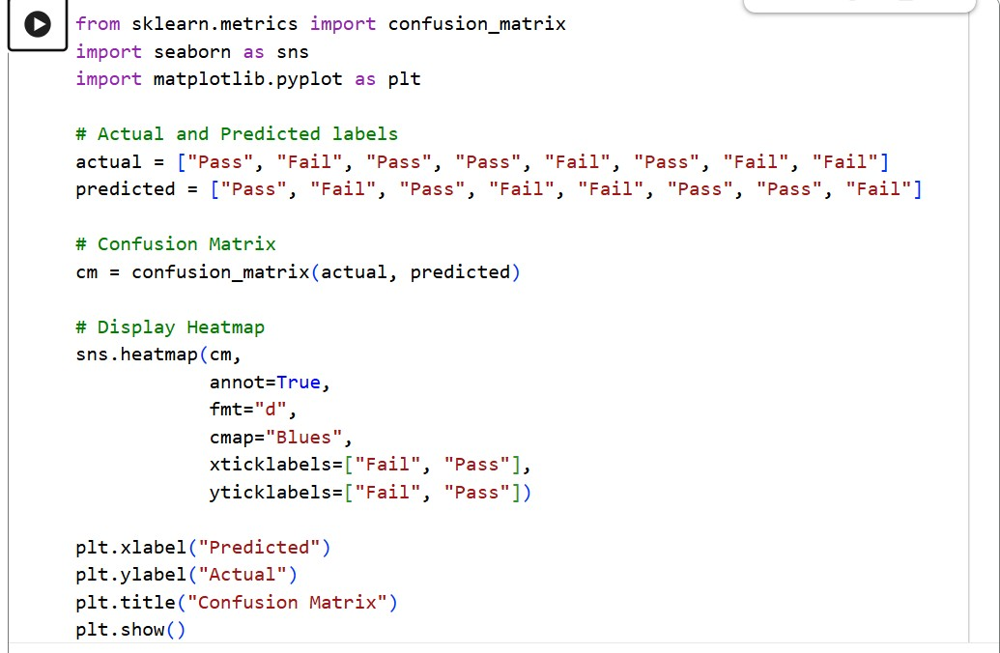 from sklearn.metrics import confusion_matrix
import seaborn as sns
import matplotlib.pyplot as plt

# Actual and Predicted labels
actual = ["Pass", "Fail", "Pass", "Pass", "Fail", "Pass", "Fail", "Fail"]
predicted = ["Pass", "Fail", "Pass", "Fail", "Fail", "Pass", "Pass", "Fail"]

# Confusion Matrix
cm = confusion_matrix(actual, predicted)

# Display Heatmap
sns.heatmap(cm,
            annot=True,
            fmt="d",
            cmap="Blues",
            xticklabels=["Fail", "Pass"],
            yticklabels=["Fail", "Pass"])

plt.xlabel("Predicted")
plt.ylabel("Actual")
plt.title("Confusion Matrix")
plt.show()